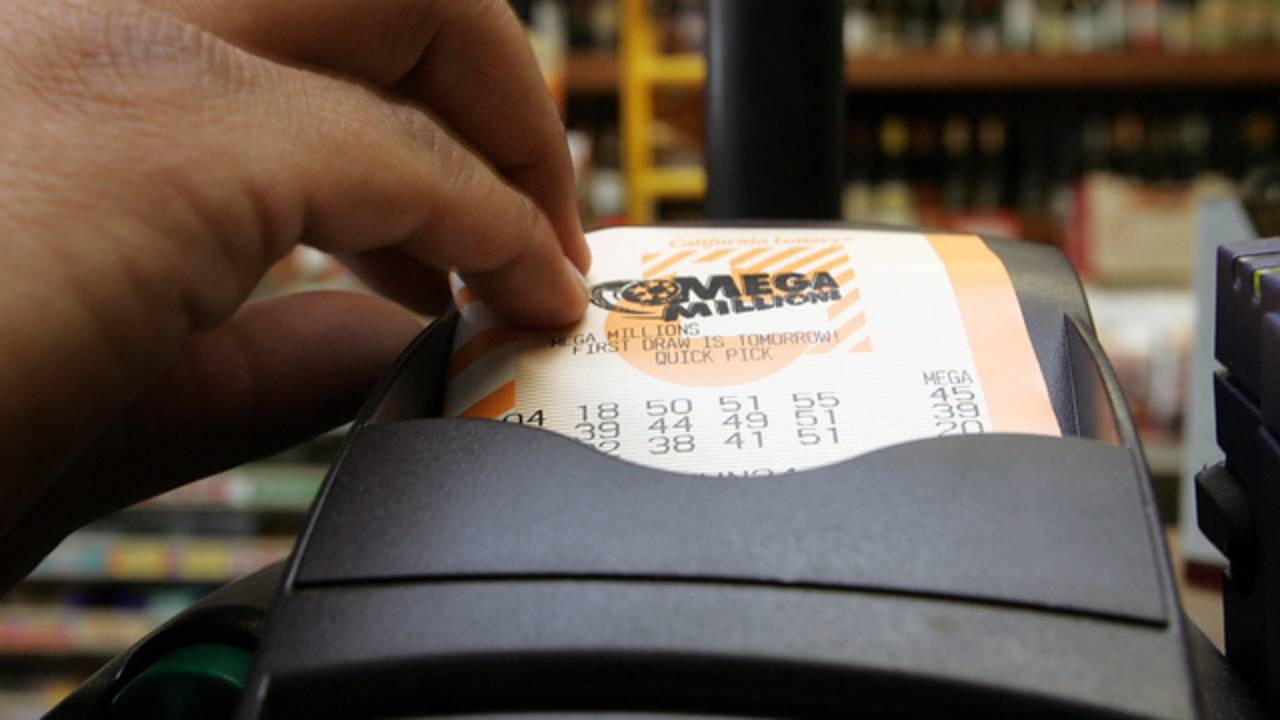 California Lottery
MEGA
MILLIONS
MEGA MILLIONS
FIRST DRAW IS TOMORROW!
QUICK PICK
MEGA
04 18 50 51 55 45
39 44 49 51 39
38 41 51 20